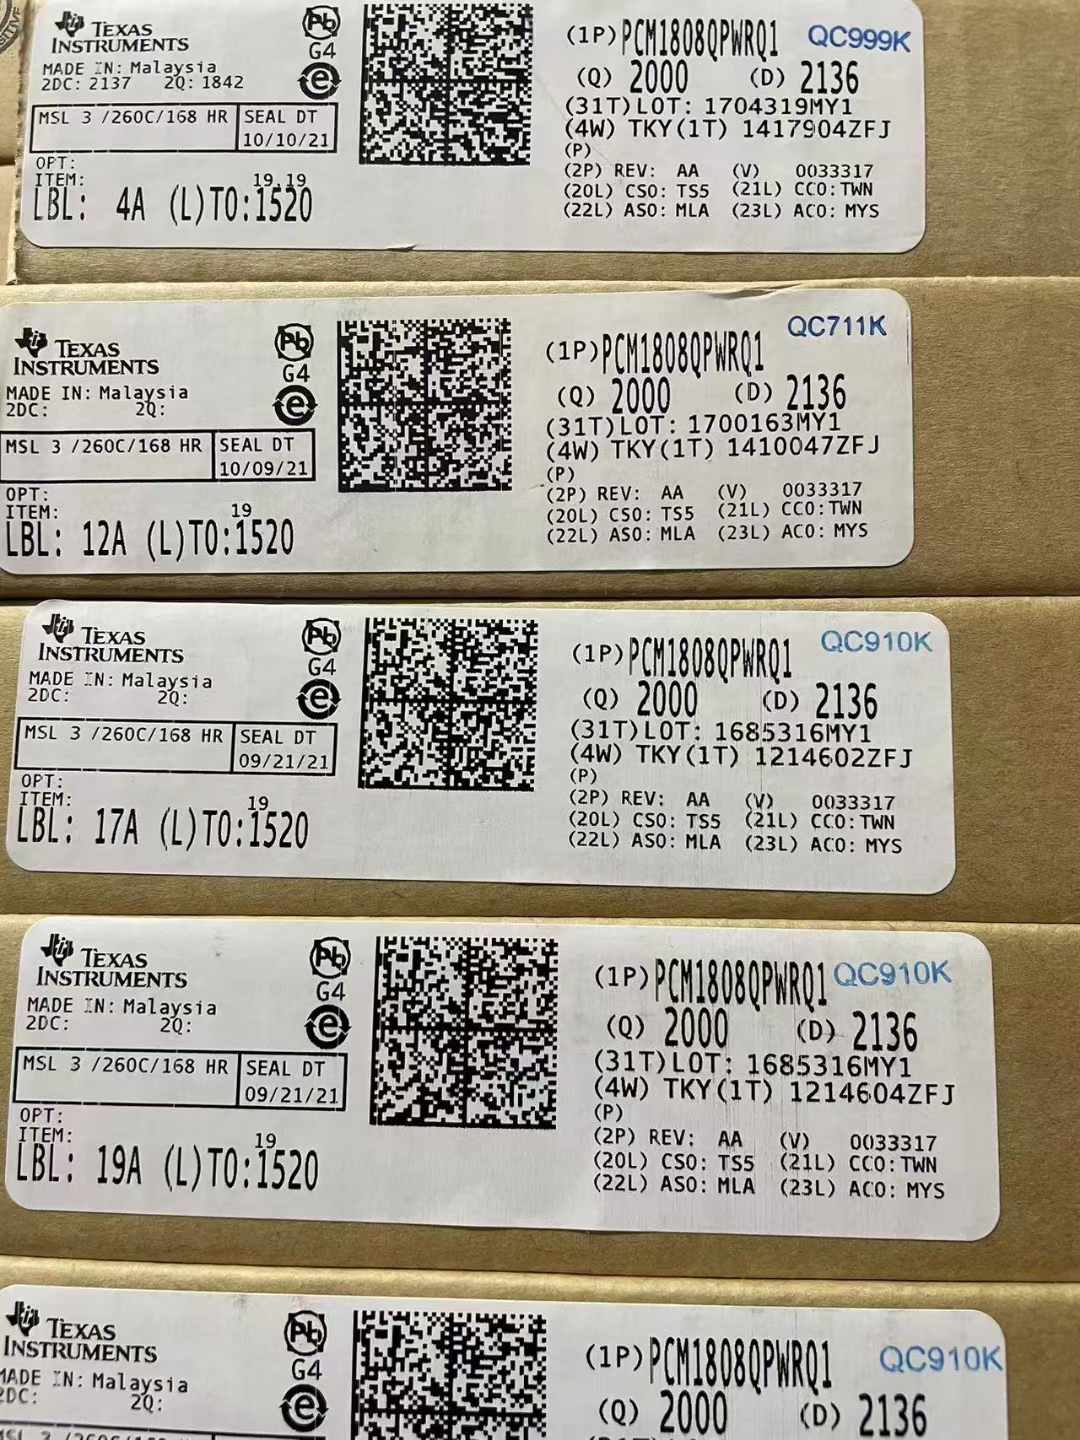 TEXAS
INSTRUMENTS
MADE IN: Malaysia
2DC: 2137 2Q: 1842
Pb
G4
e
MSL 3 /260C/168 HR
SEAL DT
10/10/21
OPT:
ITEM: 19,19
LBL: 4A (L)TO:1520
(1P)PCM1808QPWRQ1 QC999K
(Q) 2000 (D) 2136
(31T)LOT: 1704319MY1
(4W) TKY(1T) 1417904ZFJ
(P)
(2P) REV: AA (V) 0033317
(20L) CSO: TS5 (21L) CCO:TWN
(22L) ASO: MLA (23L) ACO: MYS
TEXAS
INSTRUMENTS
MADE IN: Malaysia
2DC: 2Q:
Pb
G4
e
MSL 3 /260C/168 HR
SEAL DT
10/09/21
OPT:
ITEM: 19
LBL: 12A (L)TO:1520
QC711K
(1P)PCM1808QPWRQ1
(Q) 2000 (D) 2136
(31T)LOT: 1700163MY1
(4W) TKY(1T) 1410047ZFJ
(P)
(2P) REV: AA (V) 0033317
(20L) CSO: TS5 (21L) CCO:TWN
(22L) ASO: MLA (23L) ACO: MYS
TEXAS
INSTRUMENTS
MADE IN: Malaysia
2DC: 2Q:
Pb
G4
e
MSL 3 /260C/168 HR
SEAL DT
09/21/21
OPT:
ITEM: 19
LBL: 17A (L)TO:1520
QC910K
(1P)PCM1808QPWRQ1
(Q) 2000 (D) 2136
(31T)LOT: 1685316MY1
(4W) TKY(1T) 1214602ZFJ
(P)
(2P) REV: AA (V) 0033317
(20L) CSO: TS5 (21L) CCO:TWN
(22L) ASO: MLA (23L) ACO: MYS
TEXAS
INSTRUMENTS
MADE IN: Malaysia
2DC: 2Q:
Pb
G4
e
MSL 3 /260C/168 HR
SEAL DT
09/21/21
OPT:
ITEM: 19
LBL: 19A (L)TO:1520
(1P)PCM1808QPWRQ1 QC910K
(Q) 2000 (D) 2136
(31T)LOT: 1685316MY1
(4W) TKY(1T) 1214604ZFJ
(P)
(2P) REV: AA (V) 0033317
(20L) CSO: TS5 (21L) CCO:TWN
(22L) ASO: MLA (23L) ACO: MYS
TEXAS
INSTRUMENTS
MADE IN: Malaysia
2DC: 2Q:
Pb
G4
e
(1P)PCM1808QPWRQ1 QC910K
(Q) 2000 (D) 2136